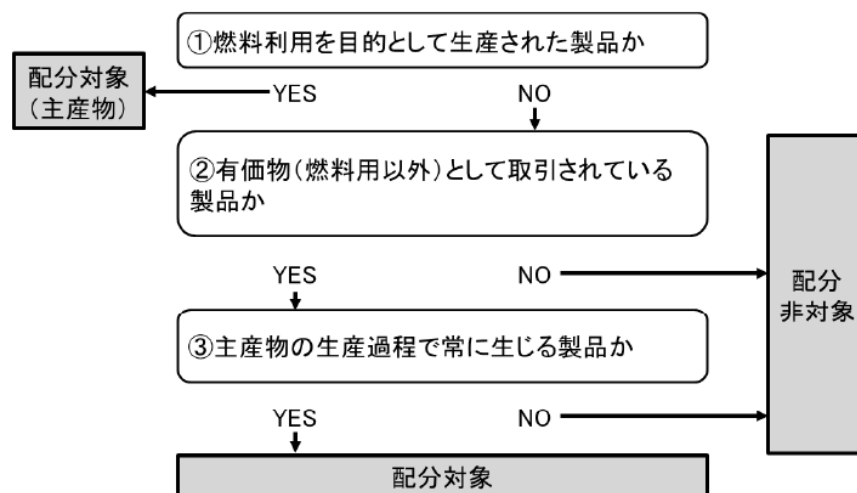 ①燃料利用を目的として生産された製品か
配分対象
（主産物）
YES
NO
②有価物（燃料用以外）として取引されている
製品か
YES
NO
配分
非対象
③主産物の生産過程で常に生じる製品か
YES
NO
配分対象